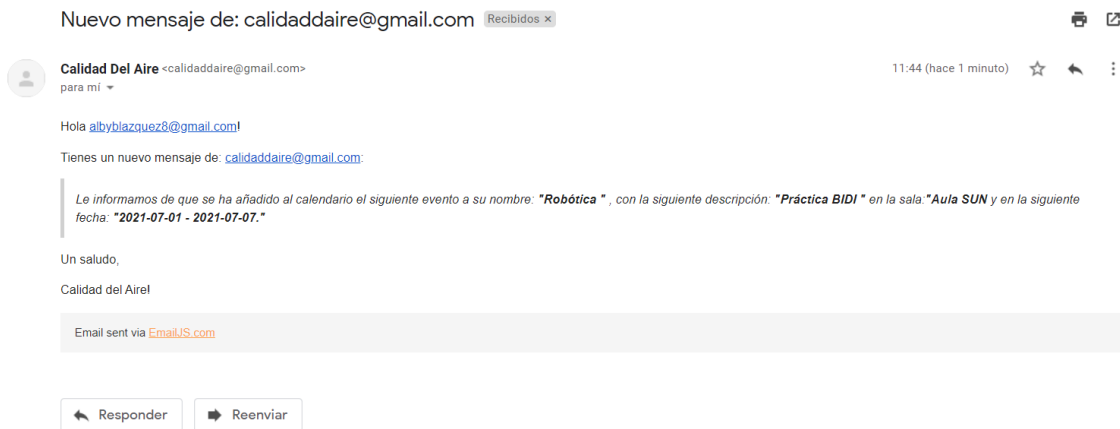 Nuevo mensaje de: calidaddaire@gmail.com Recibidos ×
Calidad Del Aire <calidaddaire@gmail.com> 11:44 (hace 1 minuto)
para mí
Hola albyblazquez8@gmail.com!
Tienes un nuevo mensaje de: calidaddaire@gmail.com:
Le informamos de que se ha añadido al calendario el siguiente evento a su nombre: "Robótica " , con la siguiente descripción: "Práctica BIDI " en la sala:"Aula SUN y en la siguiente
fecha: "2021-07-01 - 2021-07-07."
Un saludo,
Calidad del Aire!
Email sent via EmailJS.com
Responder Reenviar